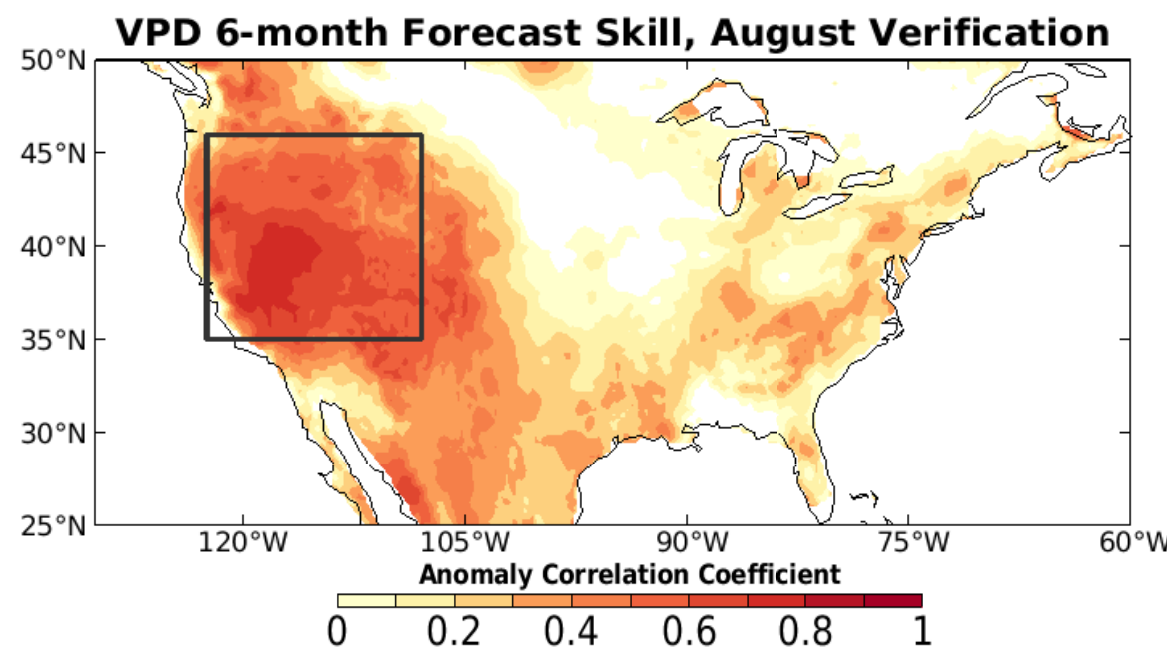 VPD 6-month Forecast Skill, August Verification
50°N
45°N
40°N
35°N
30°N
25°N
120°W 105°W 90°W 75°W 60°W
Anomaly Correlation Coefficient
0 0.2 0.4 0.6 0.8 1